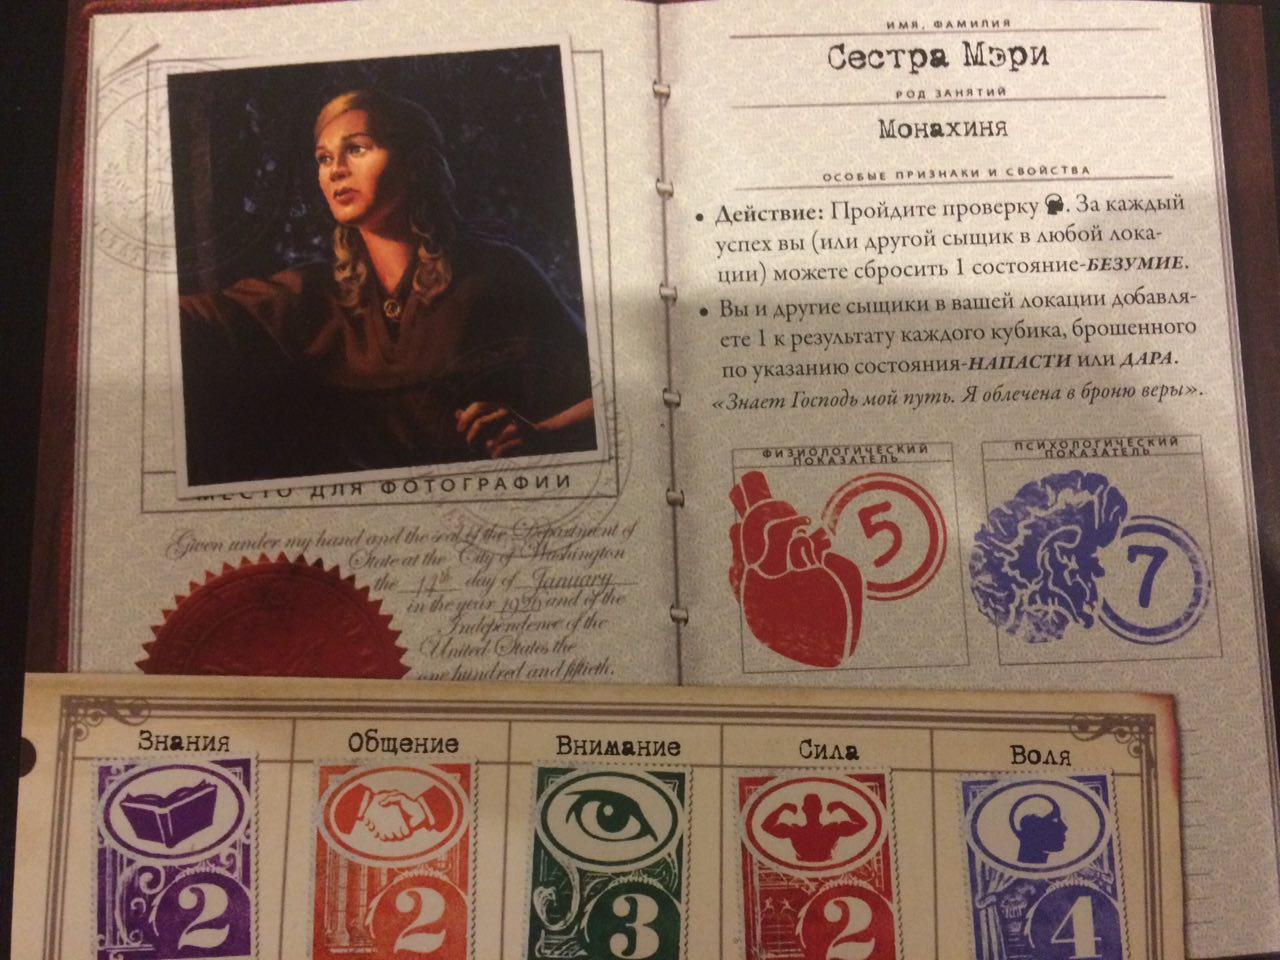 МЕСТО ДЛЯ ФОТОГРАФИИ
Given under my hand and the seal of the Department of
State at the City of Washington
the 14th day of January
in the year 1926 and of the
Independence of the
United States the
one hundred and fiftieth.
ИМЯ, ФАМИЛИЯ
Сестра Мэри
РОД ЗАНЯТИЙ
Монахиня
ОСОБЫЕ ПРИЗНАКИ И СВОЙСТВА
• Действие: Пройдите проверку . За каждый
успех вы (или другой сыщик в любой лока-
ции) можете сбросить 1 состояние-БЕЗУМИЕ.
• Вы и другие сыщики в вашей локации добавля-
ете 1 к результату каждого кубика, брошенного
по указанию состояния-НАПАСТИ или ДАРА.
«Знает Господь мой путь. Я облечена в броню веры».
ФИЗИОЛОГИЧЕСКИЙ
ПОКАЗАТЕЛЬ
5
ПСИХОЛОГИЧЕСКИЙ
ПОКАЗАТЕЛЬ
7
Знания
2
Общение
2
Внимание
3
Сила
2
Воля
4